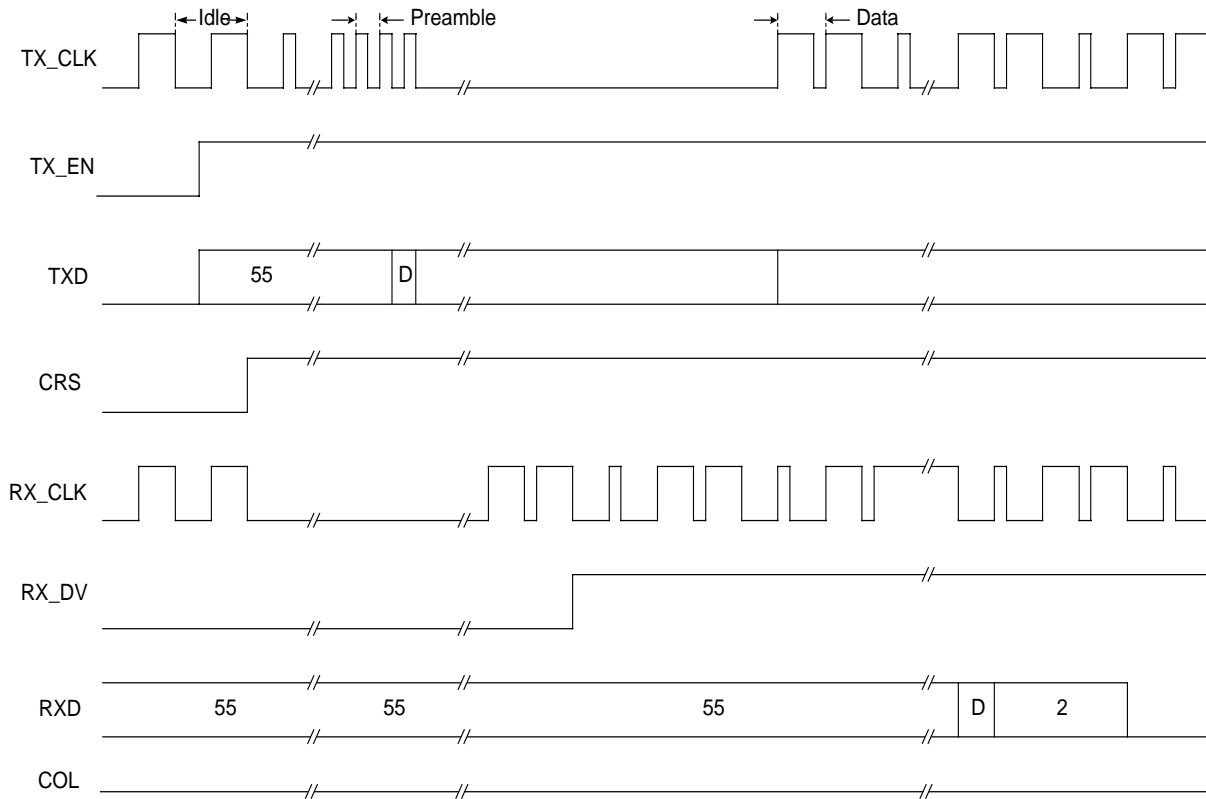 Idle Preamble Data
TX_CLK
TX_EN
TXD 55 D
CRS
RX_CLK
RX_DV
RXD 55 55 55 D 2
COL